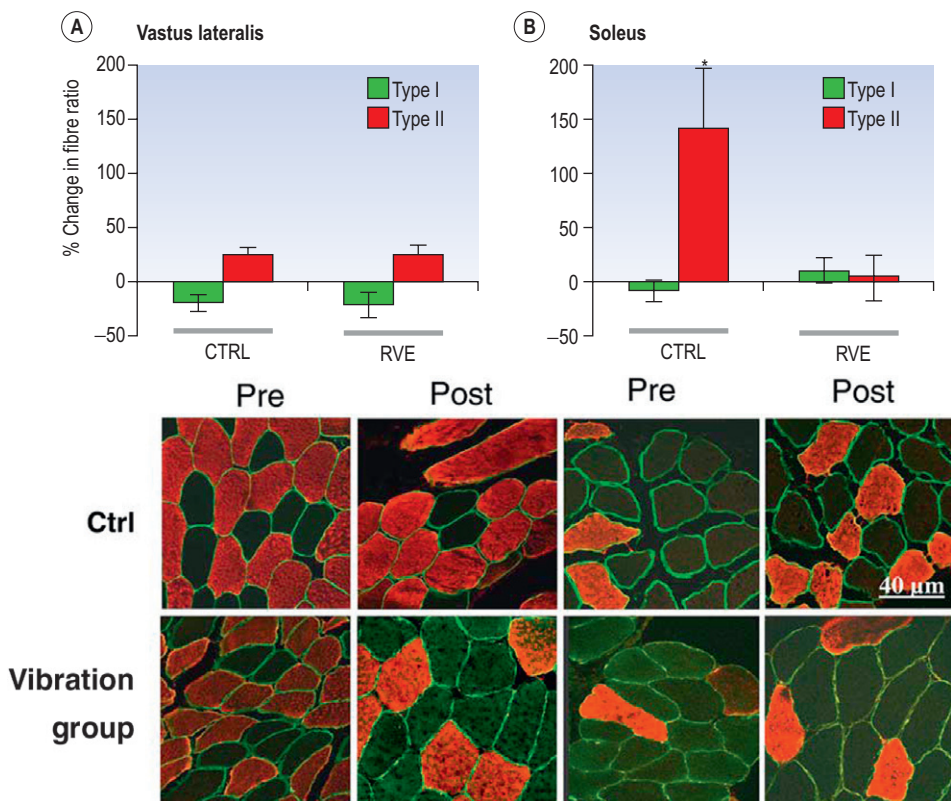 A Vastus lateralis
B Soleus
% Change in fibre ratio
200
150
100
50
0
–50
Type I
Type II
CTRL
RVE
200
150
100
50
0
–50
*
Type I
Type II
CTRL
RVE
Pre
Post
Pre
Post
Ctrl
40 µm
Vibration
group